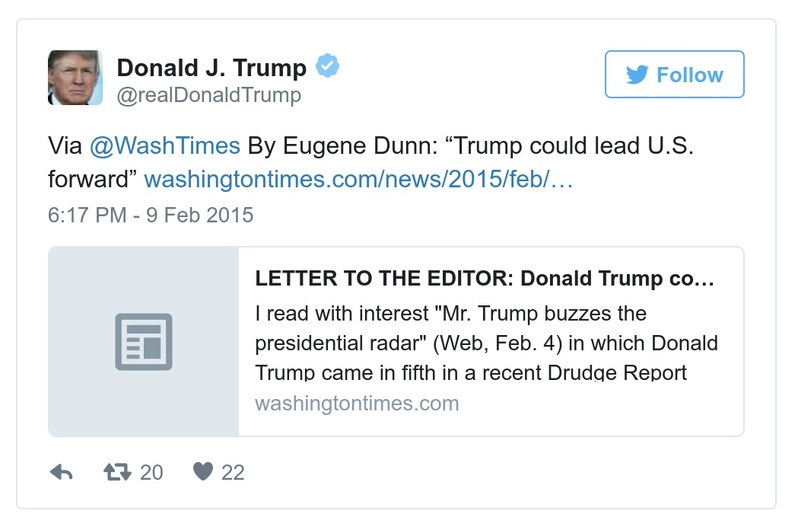 Donald J. Trump
@realDonaldTrump
Follow
Via @WashTimes By Eugene Dunn: “Trump could lead U.S.
forward” washingtontimes.com/news/2015/feb/…
6:17 PM - 9 Feb 2015
LETTER TO THE EDITOR: Donald Trump co...
I read with interest "Mr. Trump buzzes the
presidential radar" (Web, Feb. 4) in which Donald
Trump came in fifth in a recent Drudge Report
washingtontimes.com
20
22